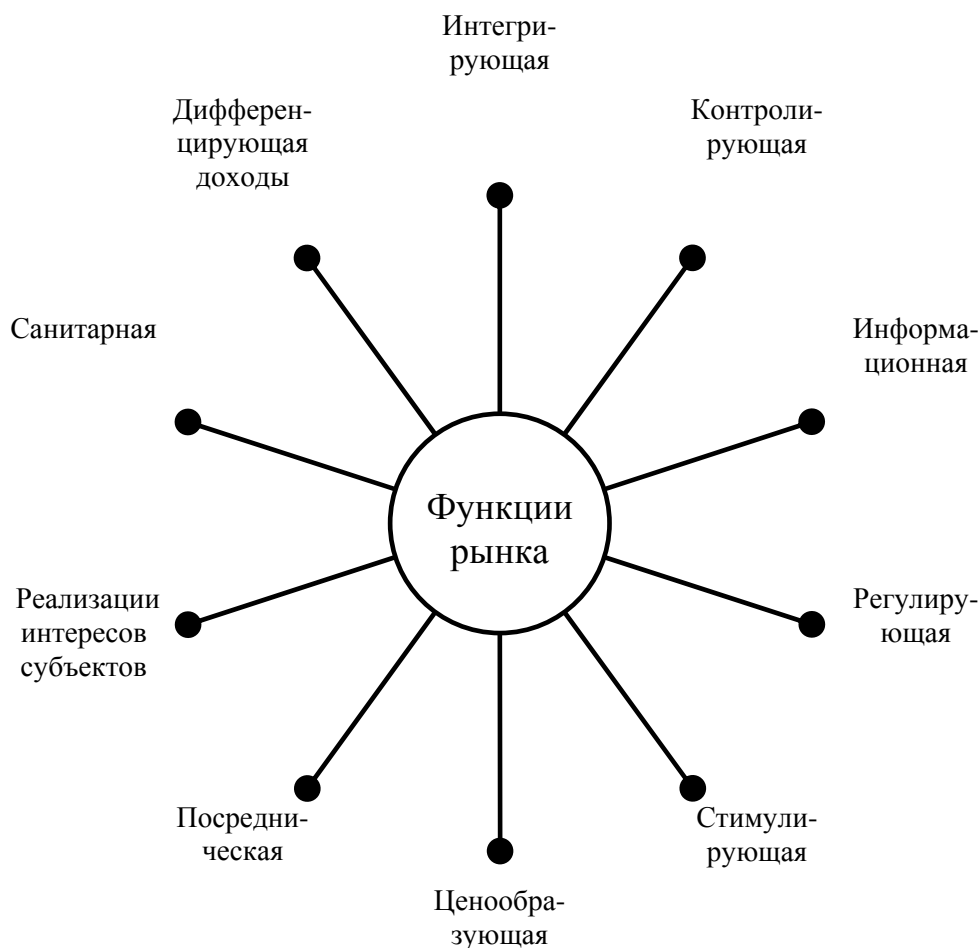 Интегри-
рующая
Дифферен-
цирующая
доходы
Контроли-
рующая
Санитарная
Информа-
ционная
Функции
рынка
Реализации
интересов
субъектов
Регулиру-
ющая
Посредни-
ческая
Стимули-
рующая
Ценообра-
зующая